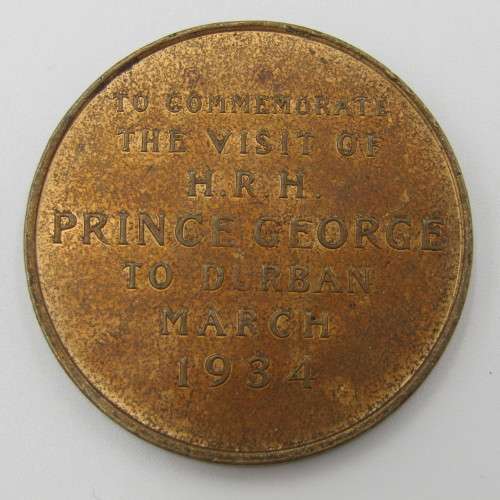 TO COMMEMORATE
THE VISIT OF
H.R.H.
PRINCE GEORGE
TO DURBAN
MARCH
1934